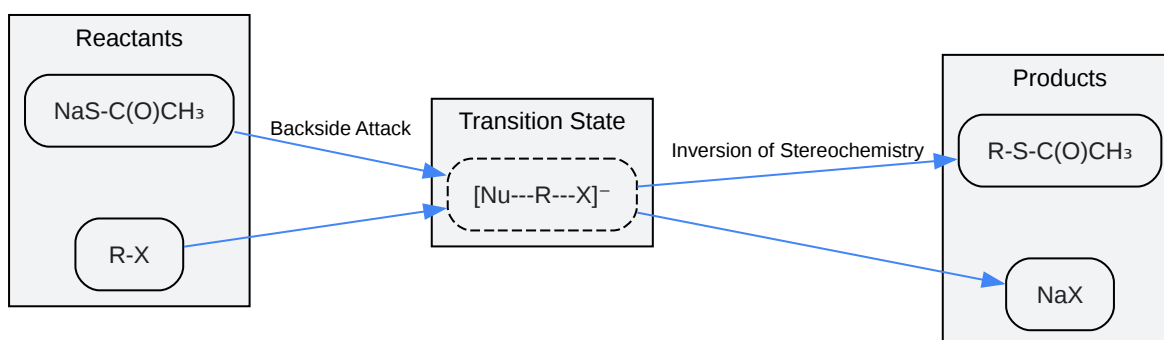 Reactants
NaS-C(O)CH₃
R-X
Backside Attack
Transition State
[Nu---R---X]⁻
Inversion of Stereochemistry
Products
R-S-C(O)CH₃
NaX